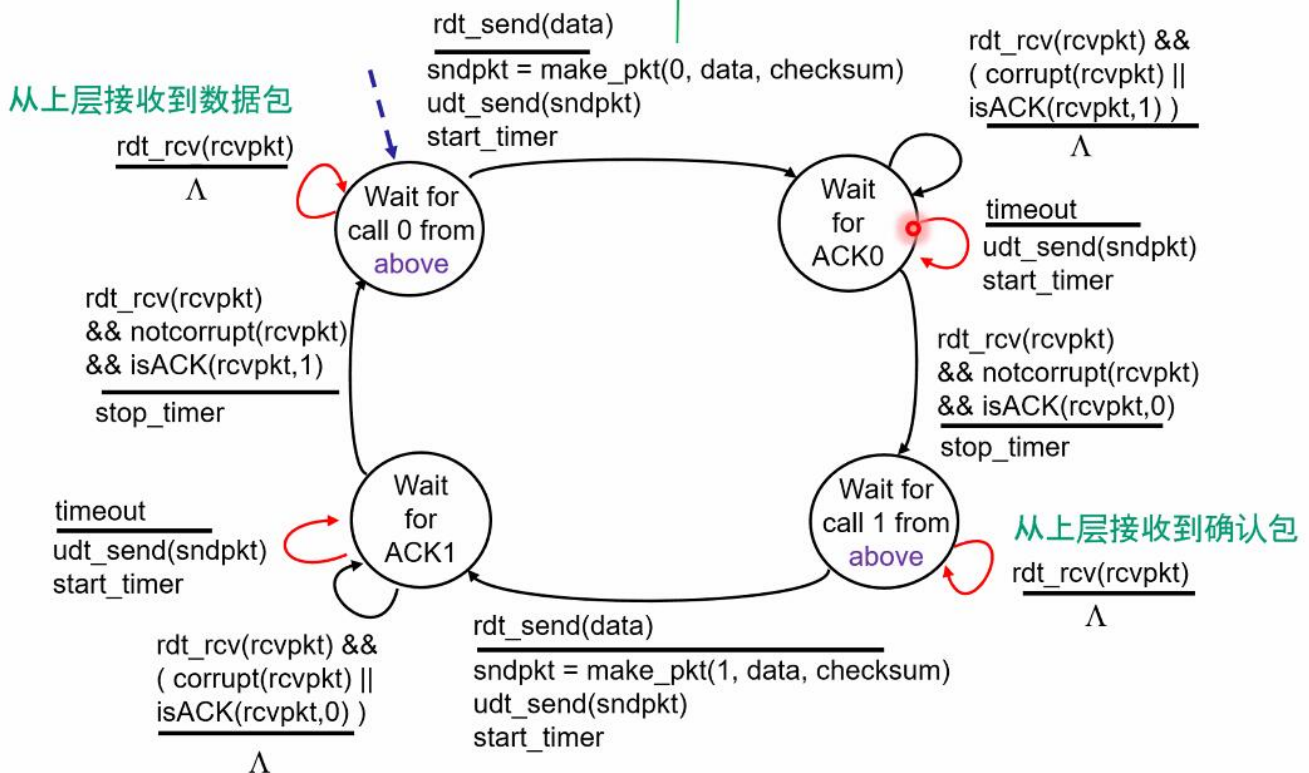 rdt_send(data)
sndpkt = make_pkt(0, data, checksum)
udt_send(sndpkt)
start_timer
rdt_rcv(rcvpkt) &&
( corrupt(rcvpkt) ||
isACK(rcvpkt,1) )
Λ
从上层接收到数据包
rdt_rcv(rcvpkt)
Λ
Wait for
call 0 from
above
Wait
for
ACK0
timeout
udt_send(sndpkt)
start_timer
rdt_rcv(rcvpkt)
&& notcorrupt(rcvpkt)
&& isACK(rcvpkt,1)
stop_timer
rdt_rcv(rcvpkt)
&& notcorrupt(rcvpkt)
&& isACK(rcvpkt,0)
stop_timer
Wait
for
ACK1
Wait for
call 1 from
above
timeout
udt_send(sndpkt)
start_timer
从上层接收到确认包
rdt_rcv(rcvpkt)
Λ
rdt_rcv(rcvpkt) &&
( corrupt(rcvpkt) ||
isACK(rcvpkt,0) )
Λ
rdt_send(data)
sndpkt = make_pkt(1, data, checksum)
udt_send(sndpkt)
start_timer